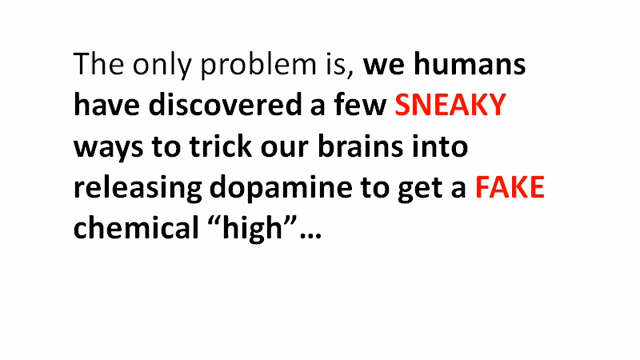 The only problem is, we humans
have discovered a few SNEAKY
ways to trick our brains into
releasing dopamine to get a FAKE
chemical “high”...